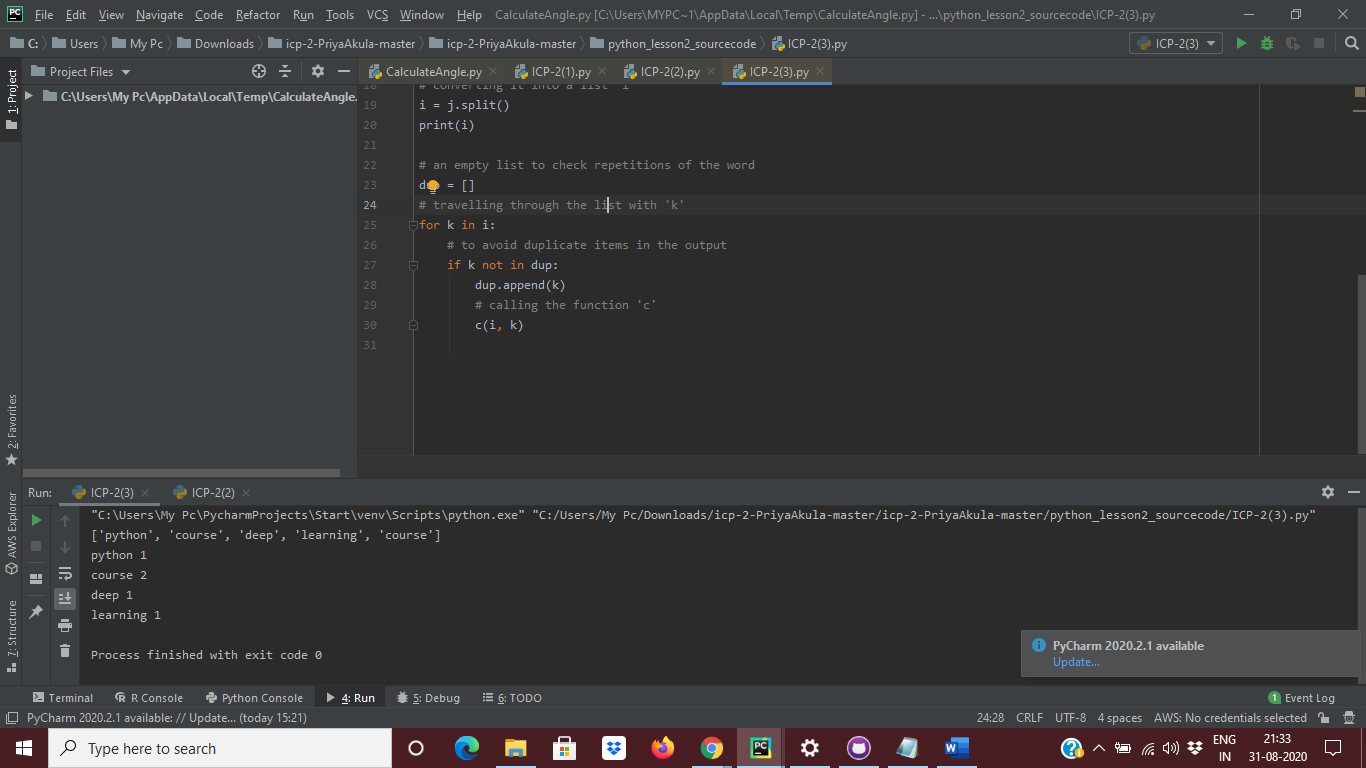 File Edit View Navigate Code Refactor Run Tools VCS Window Help CalculateAngle.py [C:\Users\MYPC~1\AppData\Local\Temp\CalculateAngle.py] - ...\python_lesson2_sourcecode\ICP-2(3).py
C: Users My Pc Downloads icp-2-PriyaAkula-master icp-2-PriyaAkula-master python_lesson2_sourcecode ICP-2(3).py ICP-2(3)
Project Files CalculateAngle.py ICP-2(1).py ICP-2(2).py ICP-2(3).py
1: Project
C:\Users\My Pc\AppData\Local\Temp\CalculateAngle.
18 # converting it into a list 'i'
19 i = j.split()
20 print(i)
21
22 # an empty list to check repetitions of the word
23 dup = []
24 # travelling through the list with 'k'
25 for k in i:
26 # to avoid duplicate items in the output
27 if k not in dup:
28 dup.append(k)
29 # calling the function 'c'
30 c(i, k)
31
2: Favorites
AWS Explorer
7: Structure
Run: ICP-2(3) ICP-2(2)
"C:\Users\My Pc\PycharmProjects\Start\venv\Scripts\python.exe" "C:/Users/My Pc/Downloads/icp-2-PriyaAkula-master/icp-2-PriyaAkula-master/python_lesson2_sourcecode/ICP-2(3).py"
['python', 'course', 'deep', 'learning', 'course']
python 1
course 2
deep 1
learning 1
Process finished with exit code 0
PyCharm 2020.2.1 available
Update...
Terminal R Console Python Console 4: Run 5: Debug 6: TODO 1 Event Log
PyCharm 2020.2.1 available: // Update... (today 15:21) 24:28 CRLF UTF-8 4 spaces AWS: No credentials selected
Type here to search
ENG
IN
21:33
31-08-2020